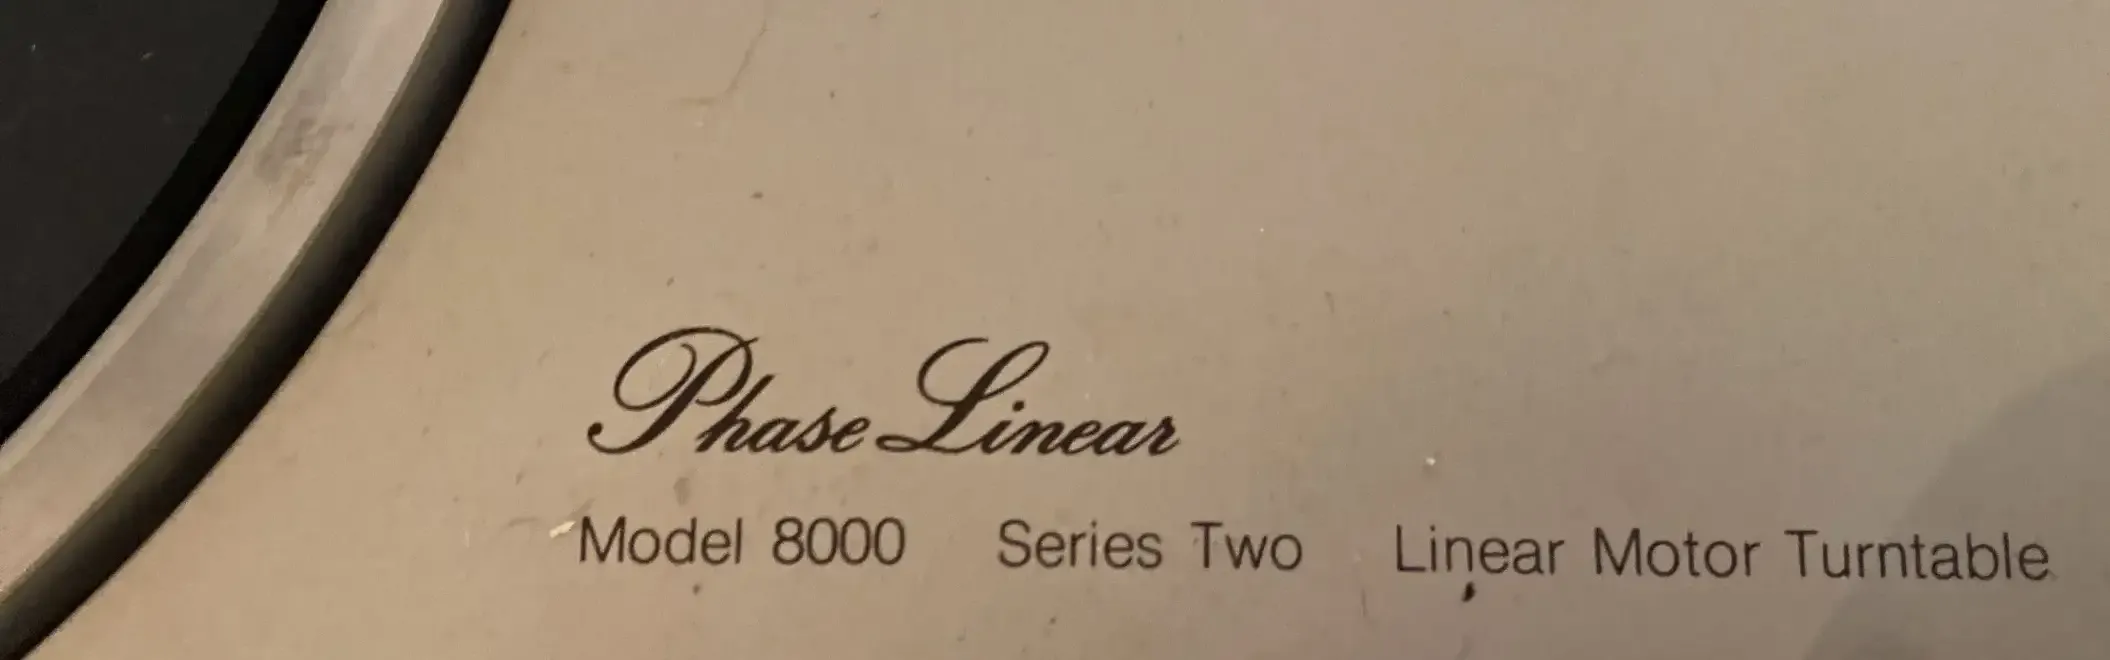 Phase Linear
Model 8000 Series Two Linear Motor Turntable